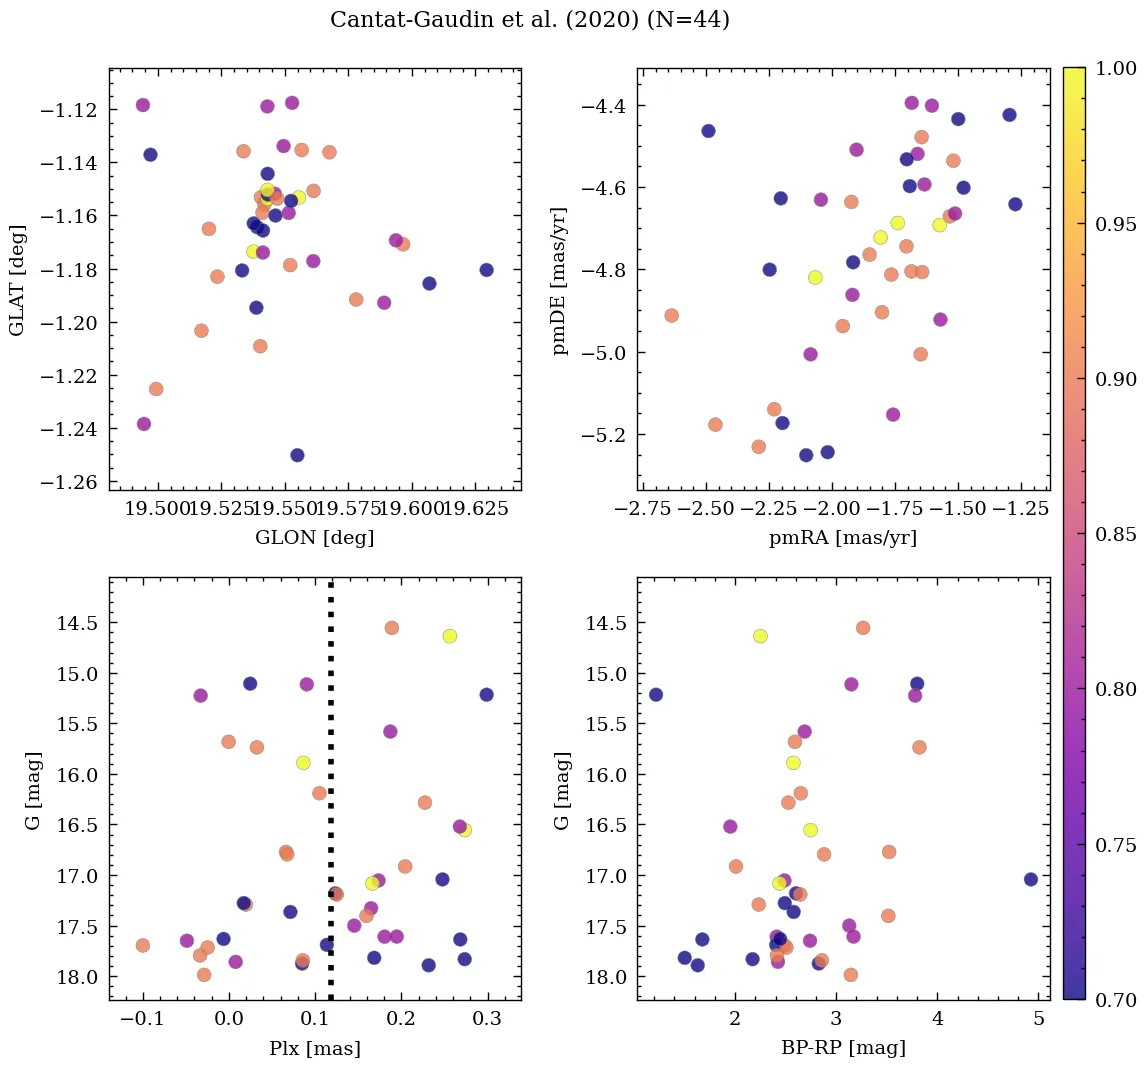 Cantat-Gaudin et al. (2020) (N=44)
−1.12
−1.14
−1.16
−1.18
−1.20
−1.22
−1.24
−1.26
GLAT [deg]
19.500 19.525 19.550 19.575 19.600 19.625
GLON [deg]
−4.4
−4.6
−4.8
−5.0
−5.2
pmDE [mas/yr]
−2.75 −2.50 −2.25 −2.00 −1.75 −1.50 −1.25
pmRA [mas/yr]
14.5
15.0
15.5
16.0
16.5
17.0
17.5
18.0
G [mag]
−0.1 0.0 0.1 0.2 0.3
Plx [mas]
14.5
15.0
15.5
16.0
16.5
17.0
17.5
18.0
G [mag]
2 3 4 5
BP-RP [mag]
1.00
0.95
0.90
0.85
0.80
0.75
0.70